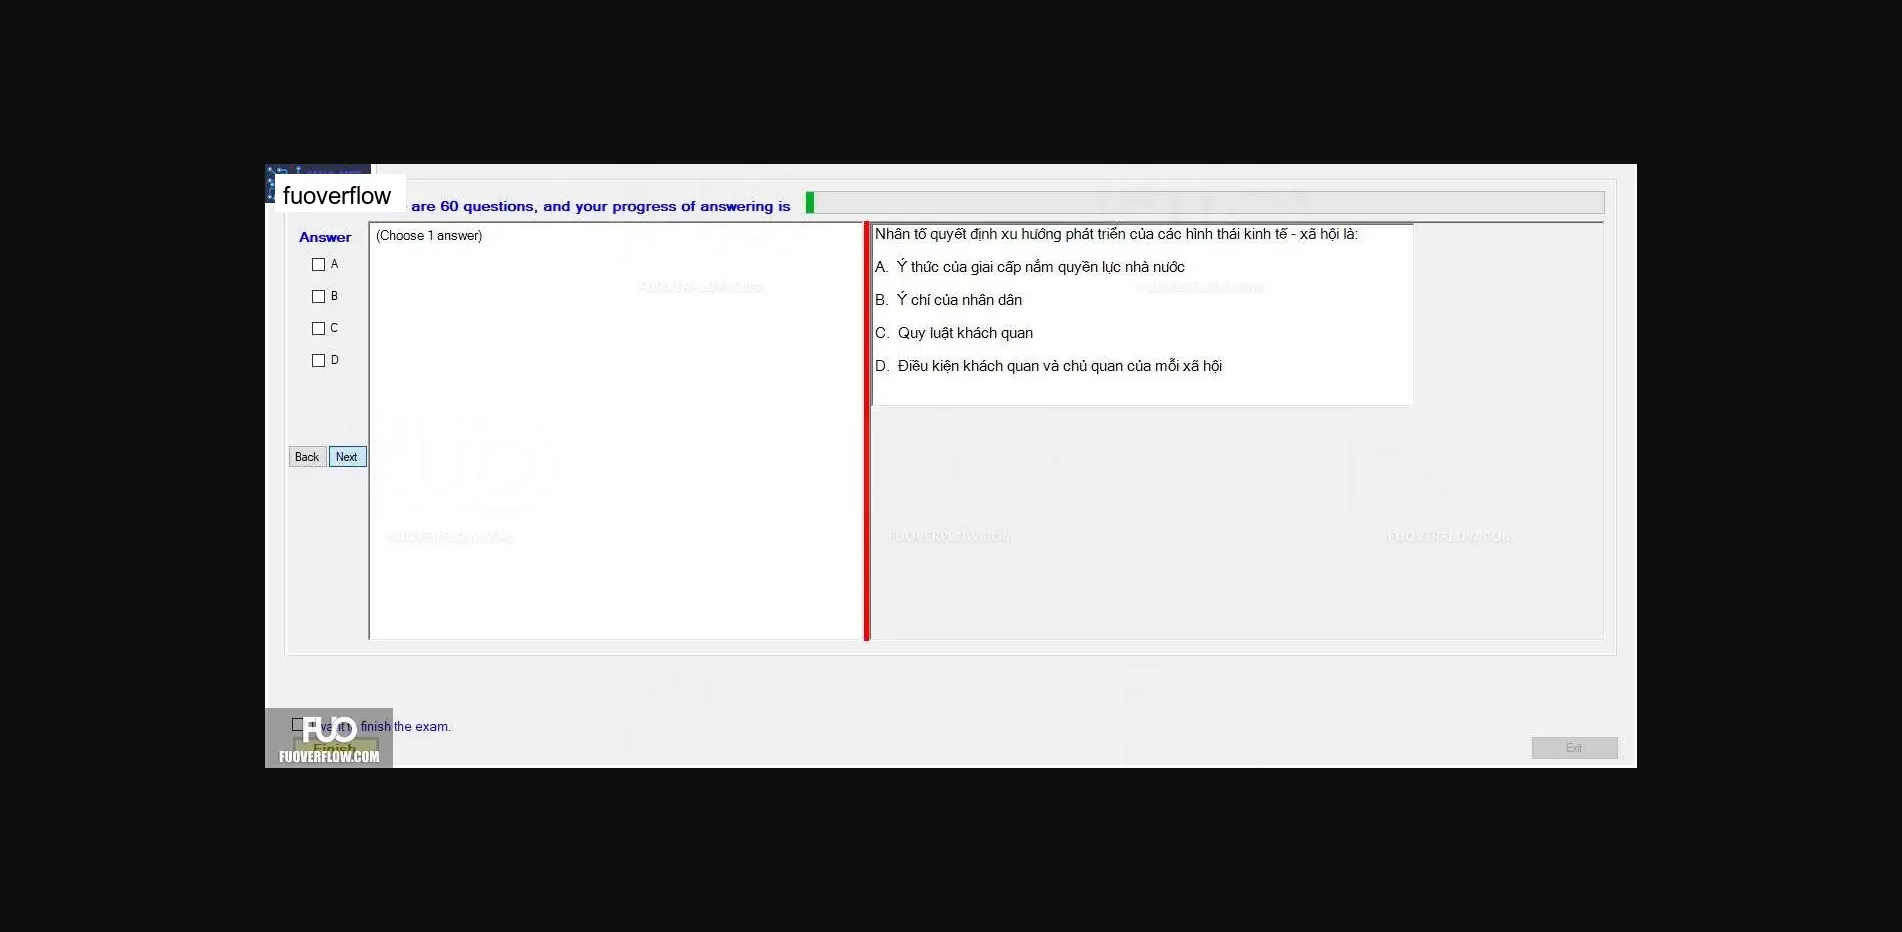 fuoverflow
are 60 questions, and your progress of answering is
Answer
(Choose 1 answer)
A
B
C
D
Back
Next
Nhân tố quyết định xu hướng phát triển của các hình thái kinh tế - xã hội là:
A. Ý thức của giai cấp nắm quyền lực nhà nước
B. Ý chí của nhân dân
C. Quy luật khách quan
D. Điều kiện khách quan và chủ quan của mỗi xã hội
FUOVERFLOW.COM
FUOVERFLOW.COM
FUOVERFLOW.COM
FUOVERFLOW.COM
FUOVERFLOW.COM
I want to finish the exam.
Finish
FUO
FUOVERFLOW.COM
Exit